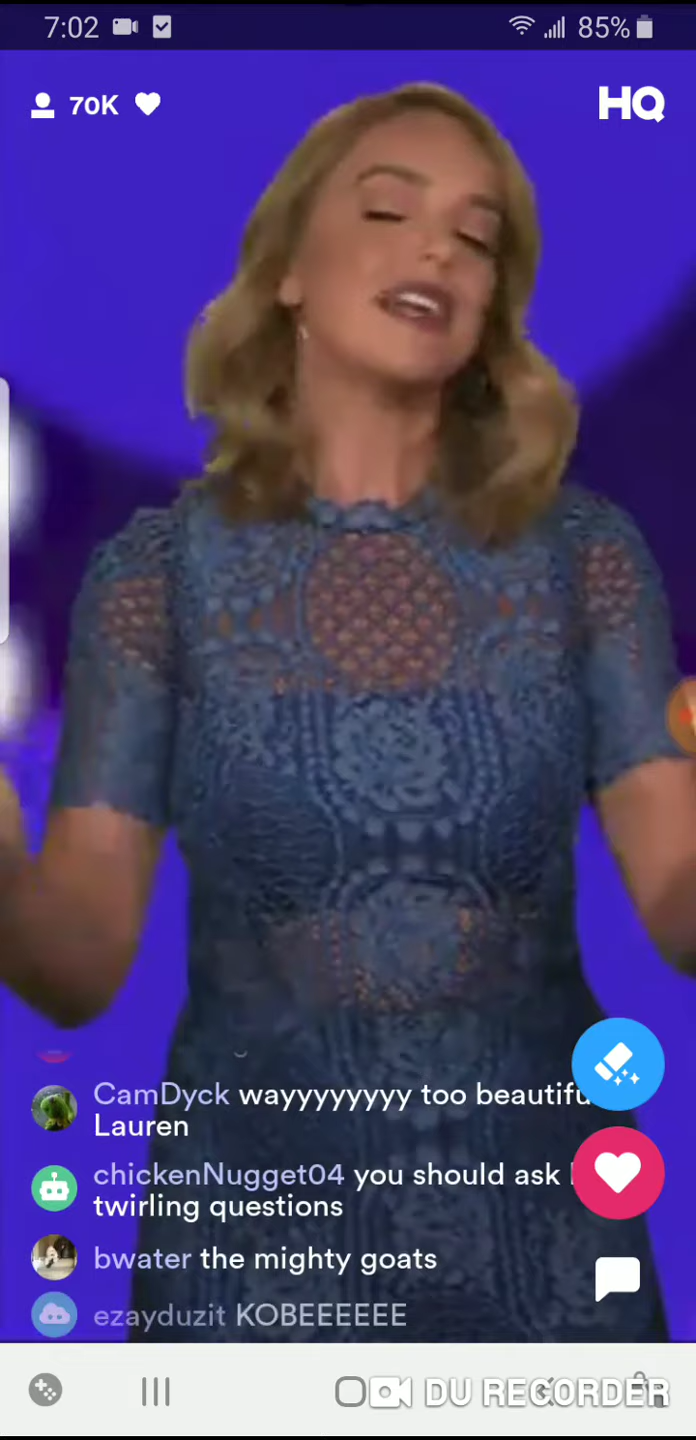 7:02 85%
70K HQ
CamDyck wayyyyyyyy too beautifu
Lauren
chickenNugget04 you should ask
twirling questions
bwater the mighty goats
ezayduzit KOBEEEEEE
DU RECORDER